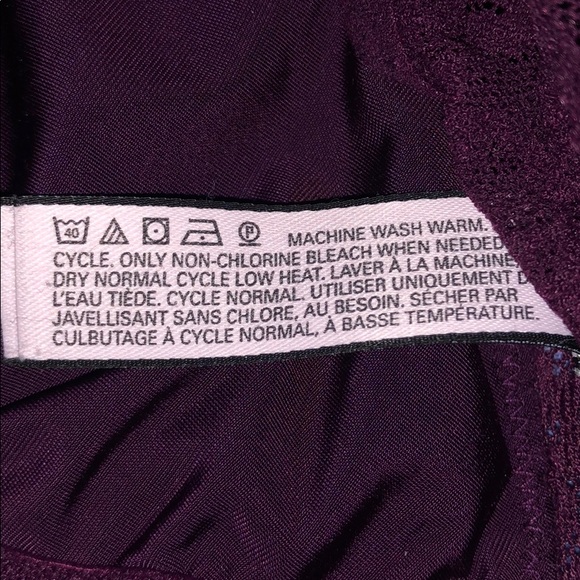 40 P MACHINE WASH WARM.
CYCLE. ONLY NON-CHLORINE BLEACH WHEN NEEDED
DRY NORMAL CYCLE LOW HEAT. LAVER À LA MACHINE
L'EAU TIÈDE. CYCLE NORMAL. UTILISER UNIQUEMENT
JAVELLISANT SANS CHLORE, AU BESOIN. SÉCHER PAR
CULBUTAGE À CYCLE NORMAL, À BASSE TEMPÉRATURE.